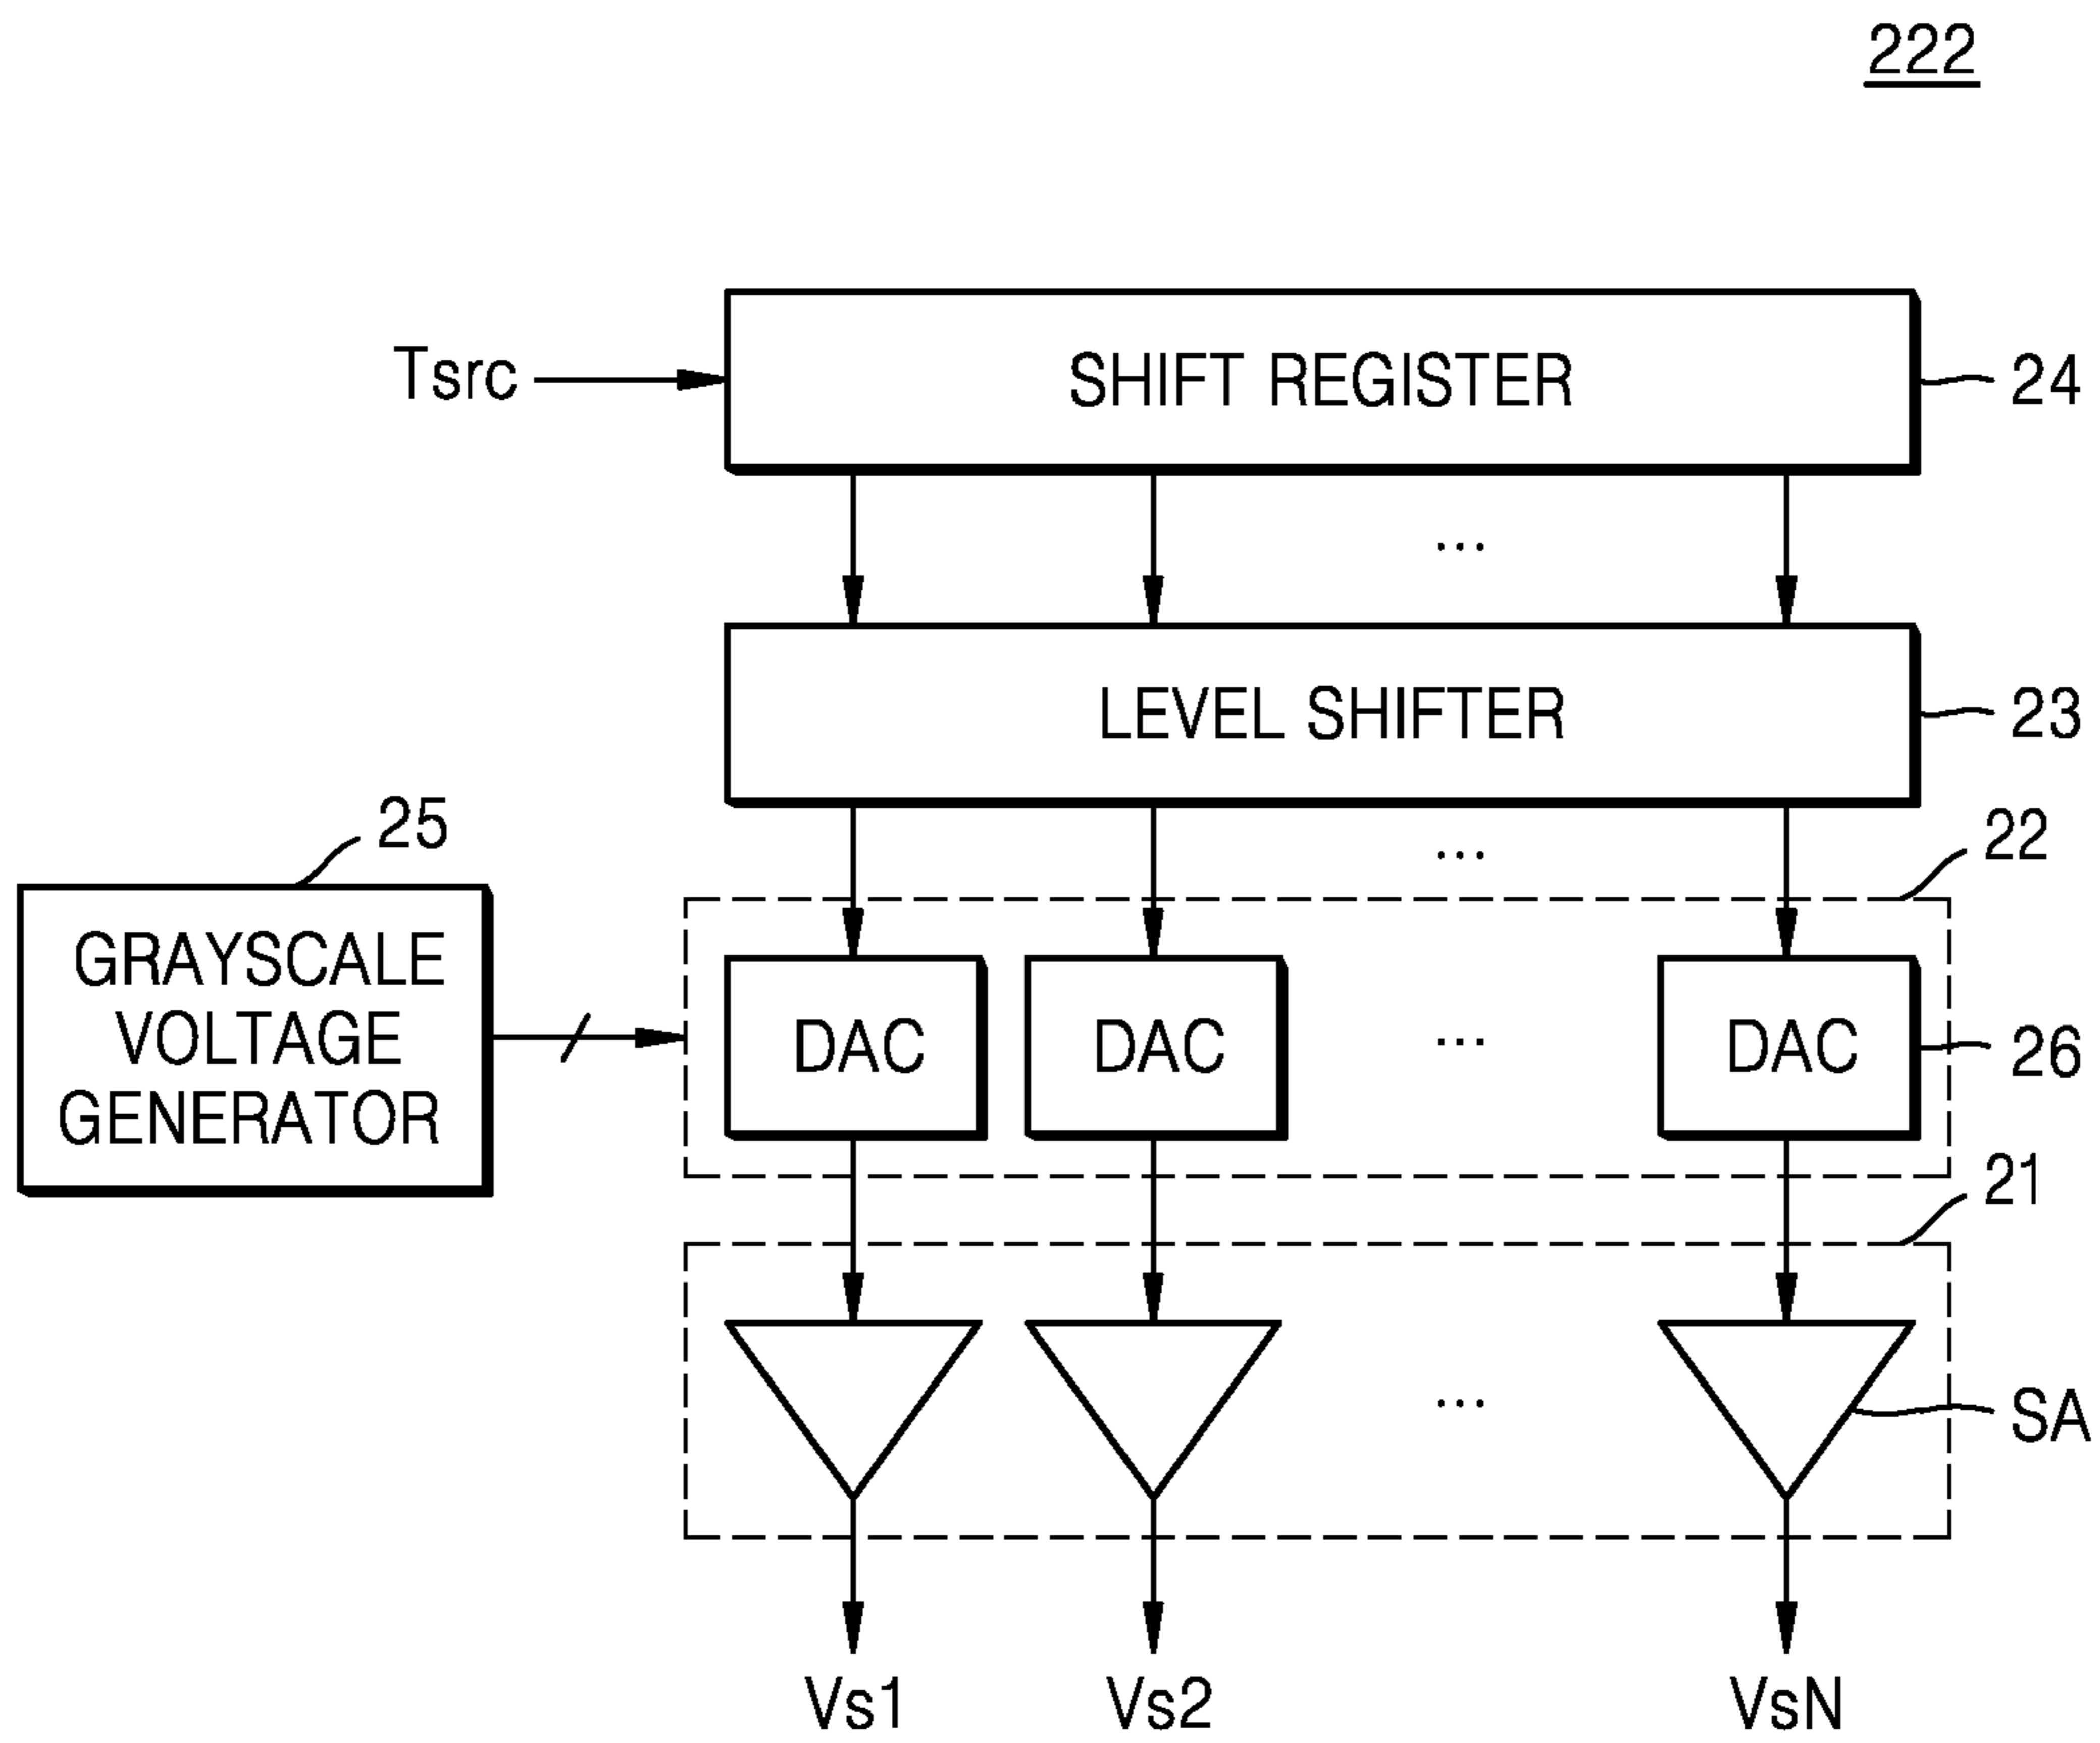 222
Tsrc
SHIFT REGISTER
24
...
LEVEL SHIFTER
23
25
...
22
GRAYSCALE
VOLTAGE
GENERATOR
DAC
DAC
...
DAC
26
21
...
SA
Vs1
Vs2
VsN